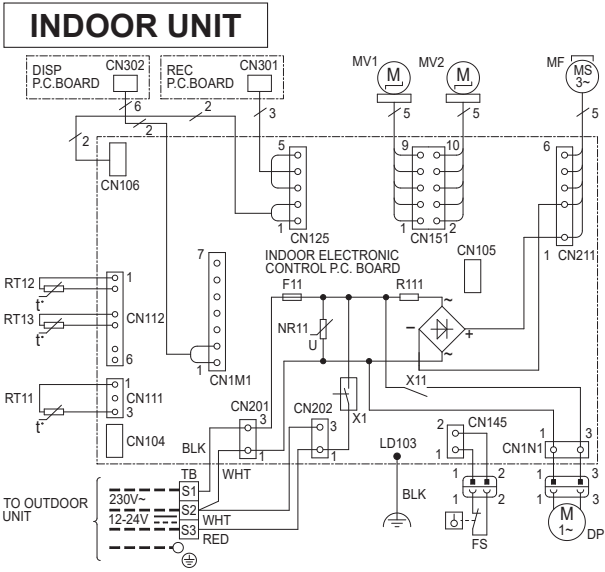 INDOOR UNIT
DISP CN302
P.C.BOARD
REC CN301
P.C.BOARD
MV1
M
MV2
M
MF
MS
3~
6
2
2
2
3
5
5
5
CN106
5
1
CN125
9 10
1 2
CN151
6
1
CN211
INDOOR ELECTRONIC
CONTROL P.C. BOARD
CN105
7
1
CN1M1
F11
R111
NR11
U
~
− +
~
RT12
t°
RT13
t°
1
CN112
6
RT11
t°
1
CN111
3
CN104
CN201
3
1
CN202
3
1
X1
X11
BLK
WHT
LD103
BLK
2
CN145
1
1 2
1 2
FS
1 3
CN1N1
1 3
1 3
M
1~
DP
TB
TO OUTDOOR
UNIT
230V~
12-24V
S1
S2
S3
WHT
RED